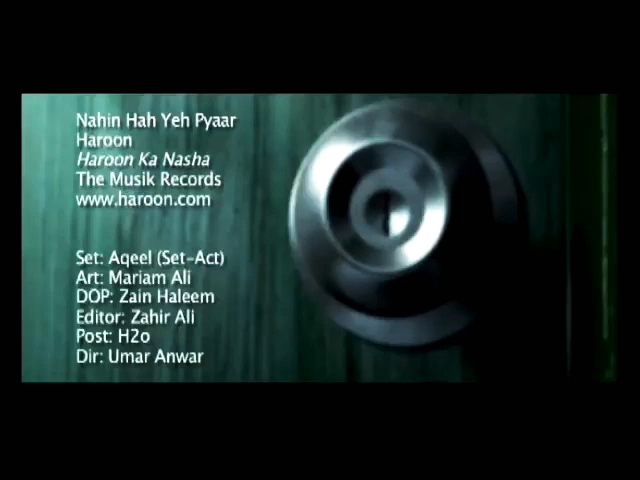 Nahin Hah Yeh Pyaar
Haroon
Haroon Ka Nasha
The Musik Records
www.haroon.com
Set: Aqeel (Set-Act)
Art: Mariam Ali
DOP: Zain Haleem
Editor: Zahir Ali
Post: H2o
Dir: Umar Anwar